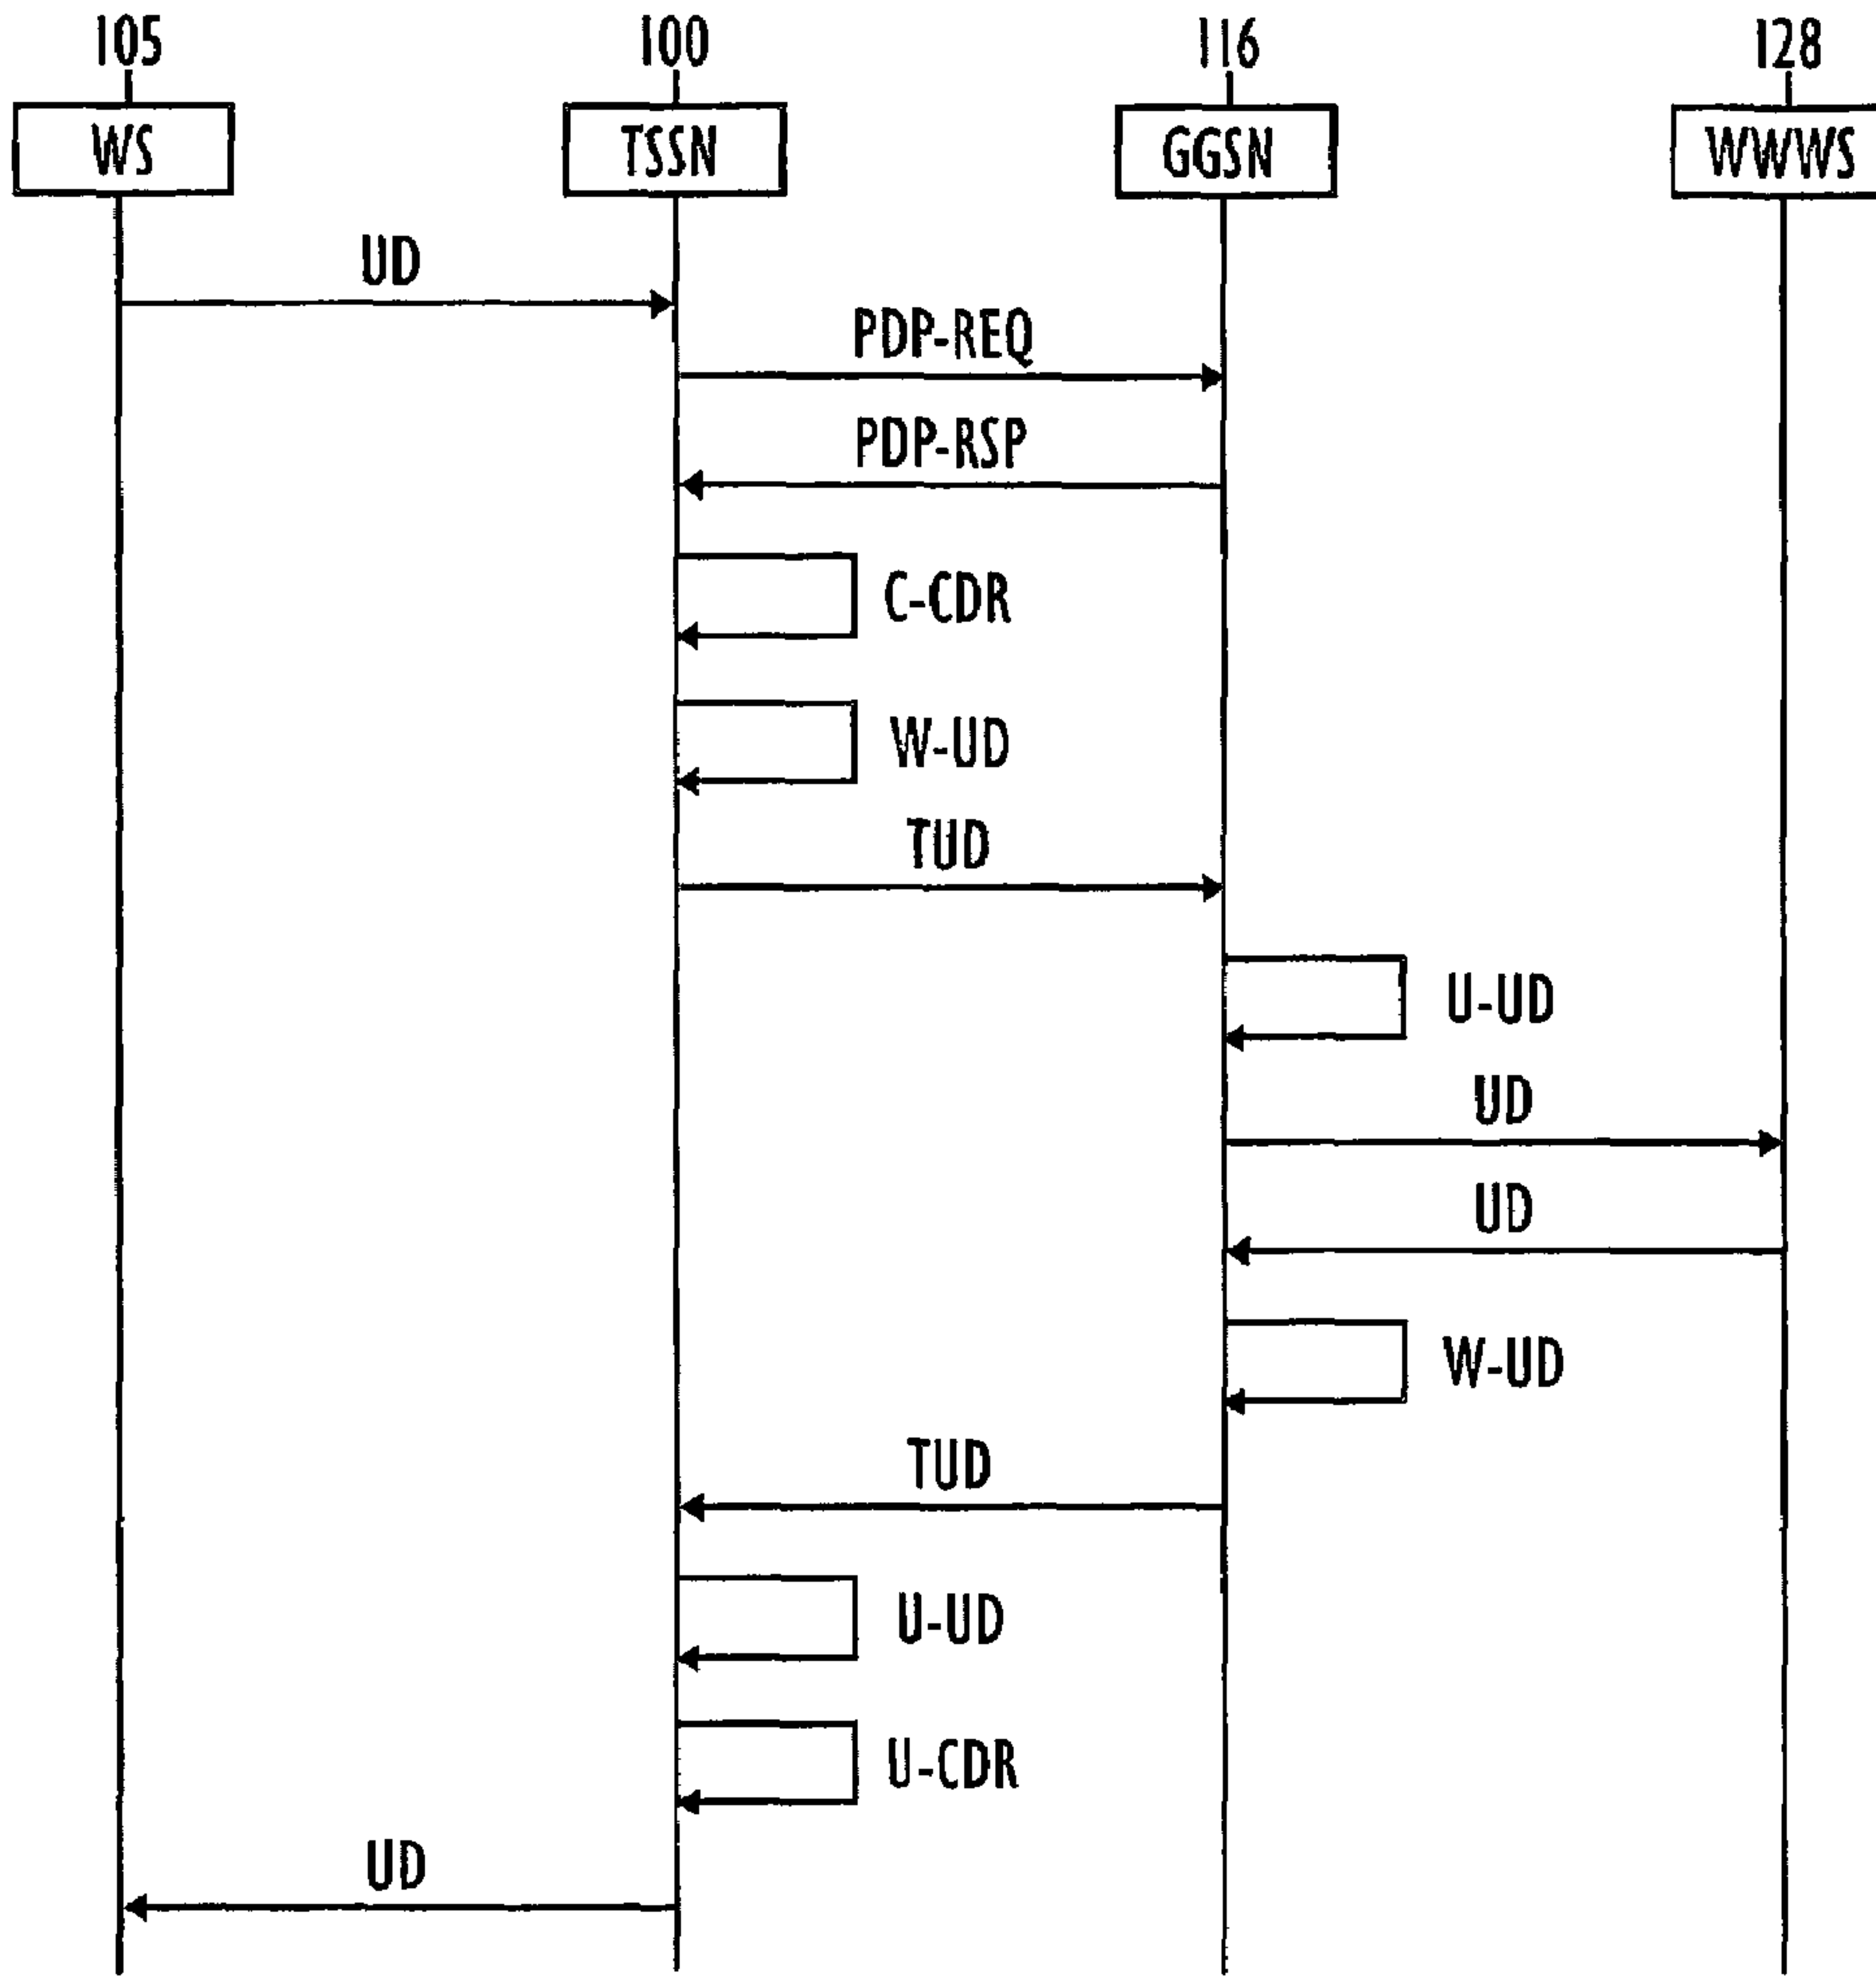 105 100 116 128
WS TSSN GGSN WWWS
UD
PDP-REQ
PDP-RSP
C-CDR
W-UD
TUD
U-UD
UD
UD
W-UD
TUD
U-UD
U-CDR
UD